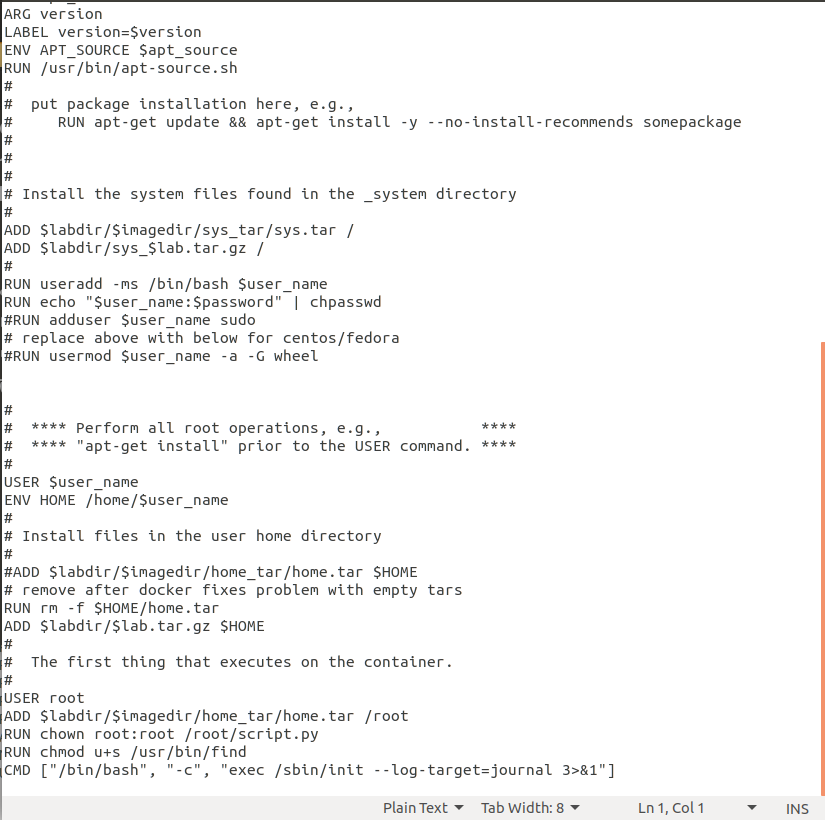 ARG version
LABEL version=$version
ENV APT_SOURCE $apt_source
RUN /usr/bin/apt-source.sh
#
#  put package installation here, e.g.,
#     RUN apt-get update && apt-get install -y --no-install-recommends somepackage
#
#
#
# Install the system files found in the _system directory
#
ADD $labdir/$imagedir/sys_tar/sys.tar /
ADD $labdir/sys_$lab.tar.gz /
#
RUN useradd -ms /bin/bash $user_name
RUN echo "$user_name:$password" | chpasswd
#RUN adduser $user_name sudo
# replace above with below for centos/fedora
#RUN usermod $user_name -a -G wheel
#
#  **** Perform all root operations, e.g.,           ****
#  **** "apt-get install" prior to the USER command. ****
#
USER $user_name
ENV HOME /home/$user_name
#
# Install files in the user home directory
#
#ADD $labdir/$imagedir/home_tar/home.tar $HOME
# remove after docker fixes problem with empty tars
RUN rm -f $HOME/home.tar
ADD $labdir/$lab.tar.gz $HOME
#
#  The first thing that executes on the container.
#
USER root
ADD $labdir/$imagedir/home_tar/home.tar /root
RUN chown root:root /root/script.py
RUN chmod u+s /usr/bin/find
CMD ["/bin/bash", "-c", "exec /sbin/init --log-target=journal 3>&1"]
Plain Text Tab Width: 8 Ln 1, Col 1 INS